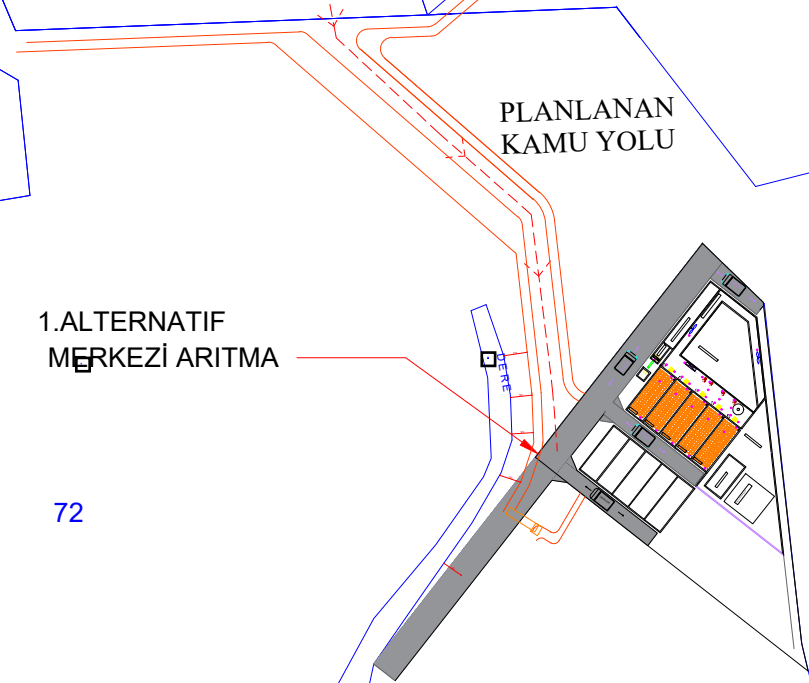 PLANLANAN
KAMU YOLU
1.ALTERNATIF
MERKEZİ ARITMA
DERE
72